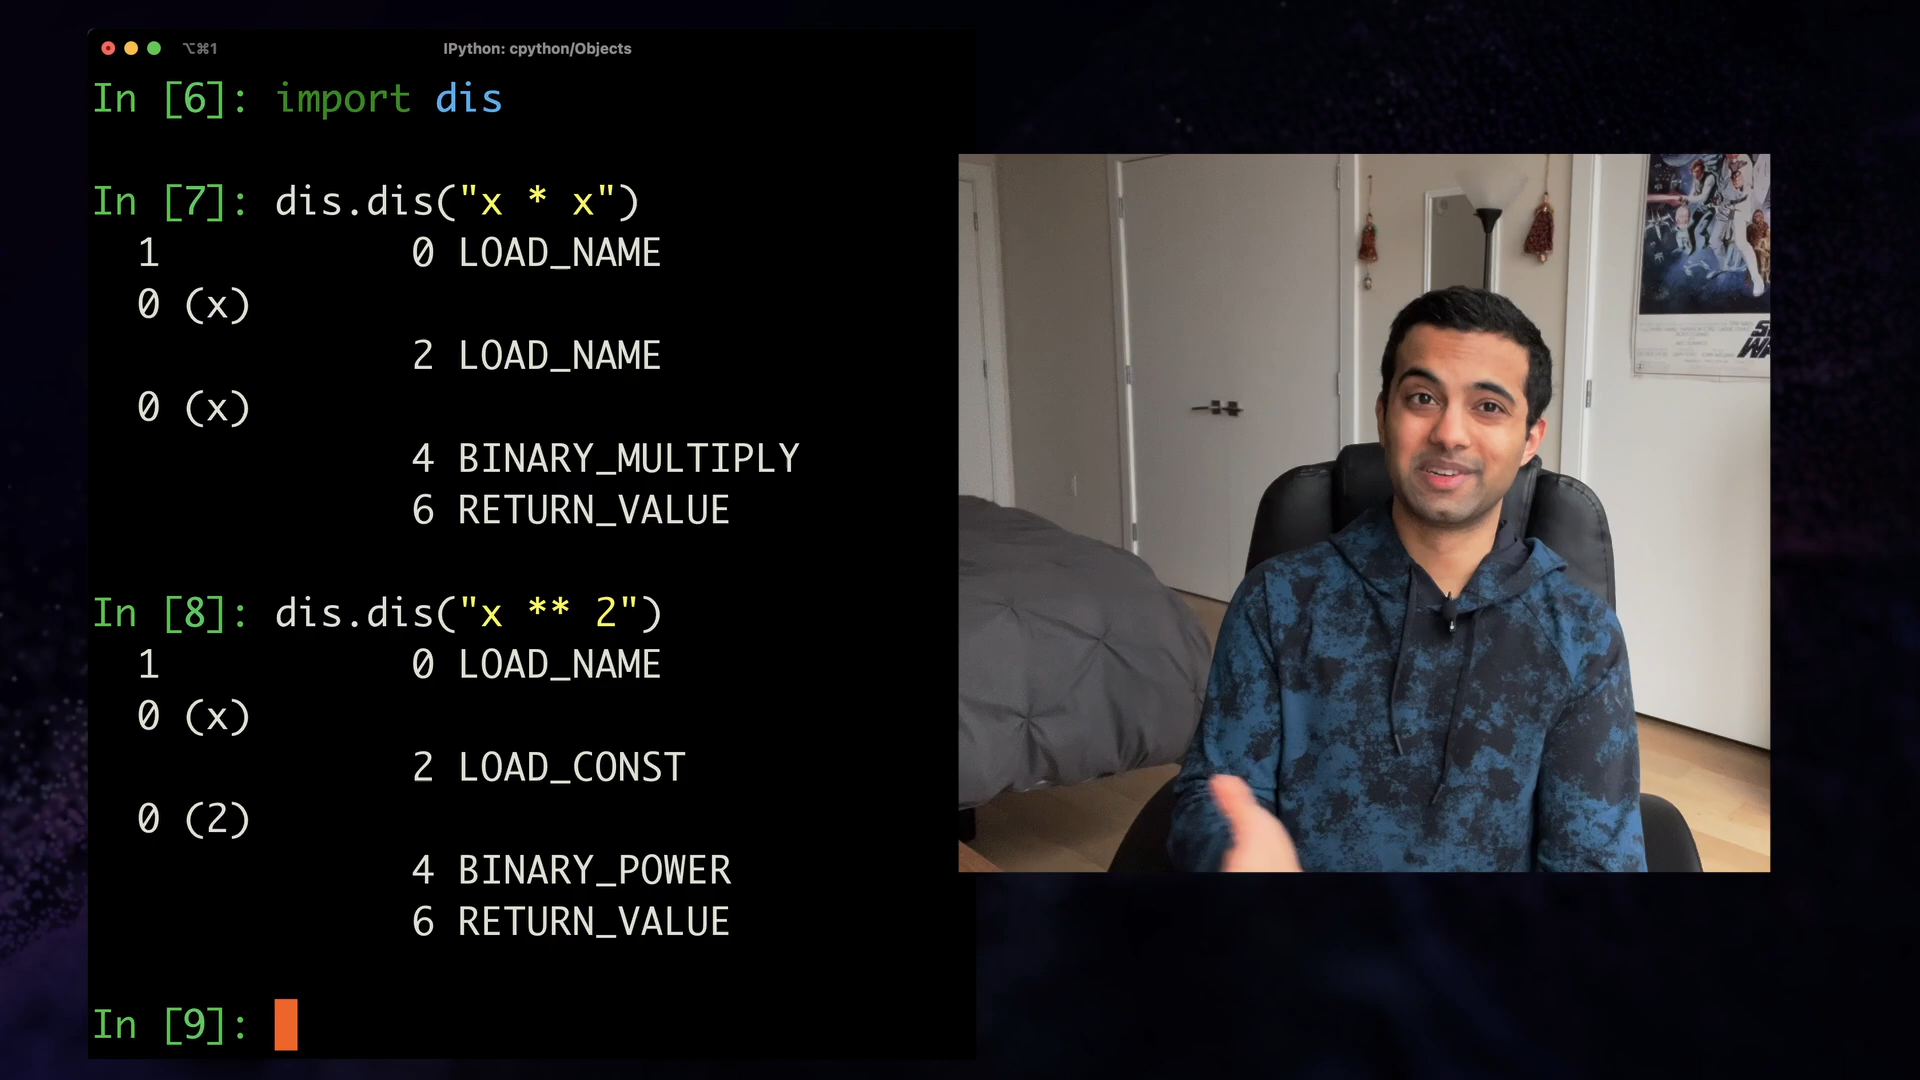 ⌥⌘1
IPython: cpython/Objects
In [6]: import dis
In [7]: dis.dis("x * x")
1 0 LOAD_NAME
0 (x)
2 LOAD_NAME
0 (x)
4 BINARY_MULTIPLY
6 RETURN_VALUE
In [8]: dis.dis("x ** 2")
1 0 LOAD_NAME
0 (x)
2 LOAD_CONST
0 (2)
4 BINARY_POWER
6 RETURN_VALUE
In [9]: